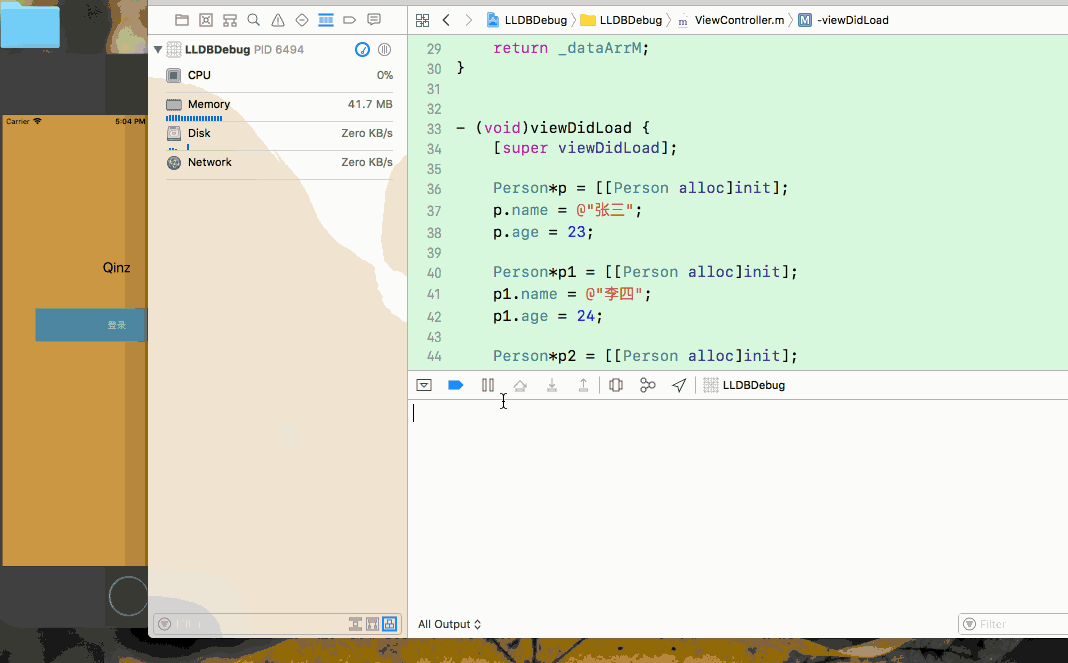 LLDBDebug LLDBDebug m ViewController.m M -viewDidLoad
LLDBDebug PID 6494
CPU 0%
Memory 41.7 MB
Disk Zero KB/s
Network Zero KB/s
Carrier 5:04 PM
Qinz
登录
29 return _dataArrM;
30 }
31
32
33 - (void)viewDidLoad {
34 [super viewDidLoad];
35
36 Person*p = [[Person alloc]init];
37 p.name = @"张三";
38 p.age = 23;
39
40 Person*p1 = [[Person alloc]init];
41 p1.name = @"李四";
42 p1.age = 24;
43
44 Person*p2 = [[Person alloc]init];
LLDBDebug
All Output
Filter